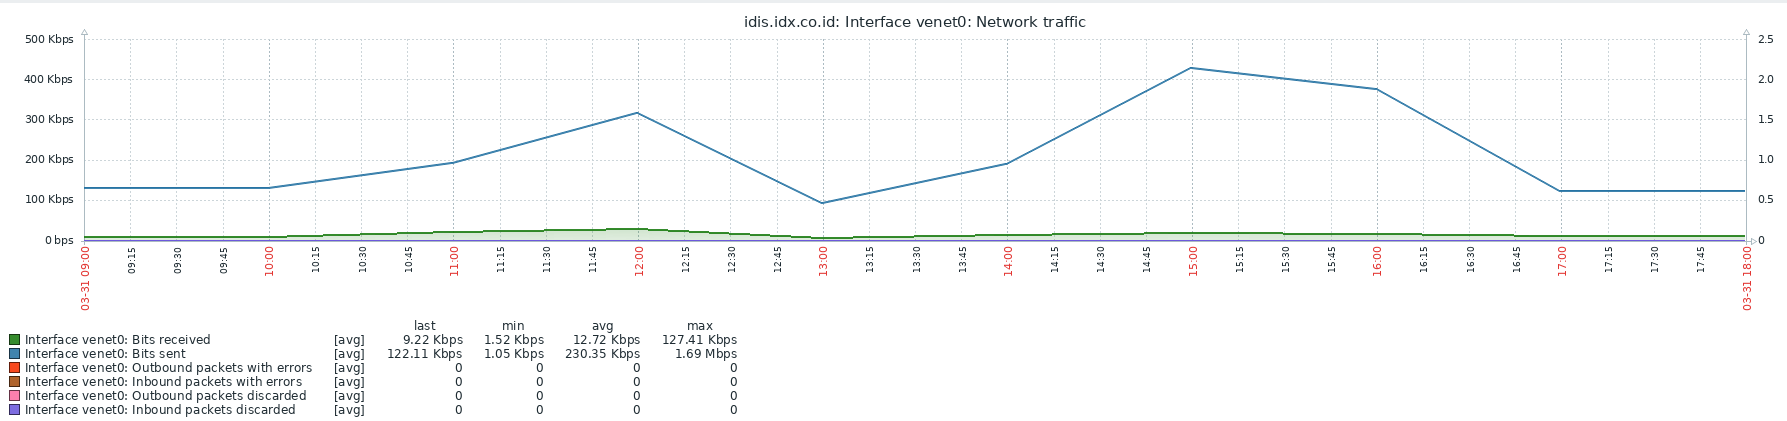 idis.idx.co.id: Interface venet0: Network traffic
500 Kbps 2.5
400 Kbps 2.0
300 Kbps 1.5
200 Kbps 1.0
100 Kbps 0.5
0 bps 0
03-31 09:00 09:15 09:30 09:45 10:00 10:15 10:30 10:45 11:00 11:15 11:30 11:45 12:00 12:15 12:30 12:45 13:00 13:15 13:30 13:45 14:00 14:15 14:30 14:45 15:00 15:15 15:30 15:45 16:00 16:15 16:30 16:45 17:00 17:15 17:30 17:45 03-31 18:00
last min avg max
Interface venet0: Bits received [avg] 9.22 Kbps 1.52 Kbps 12.72 Kbps 127.41 Kbps
Interface venet0: Bits sent [avg] 122.11 Kbps 1.05 Kbps 230.35 Kbps 1.69 Mbps
Interface venet0: Outbound packets with errors [avg] 0 0 0 0
Interface venet0: Inbound packets with errors [avg] 0 0 0 0
Interface venet0: Outbound packets discarded [avg] 0 0 0 0
Interface venet0: Inbound packets discarded [avg] 0 0 0 0